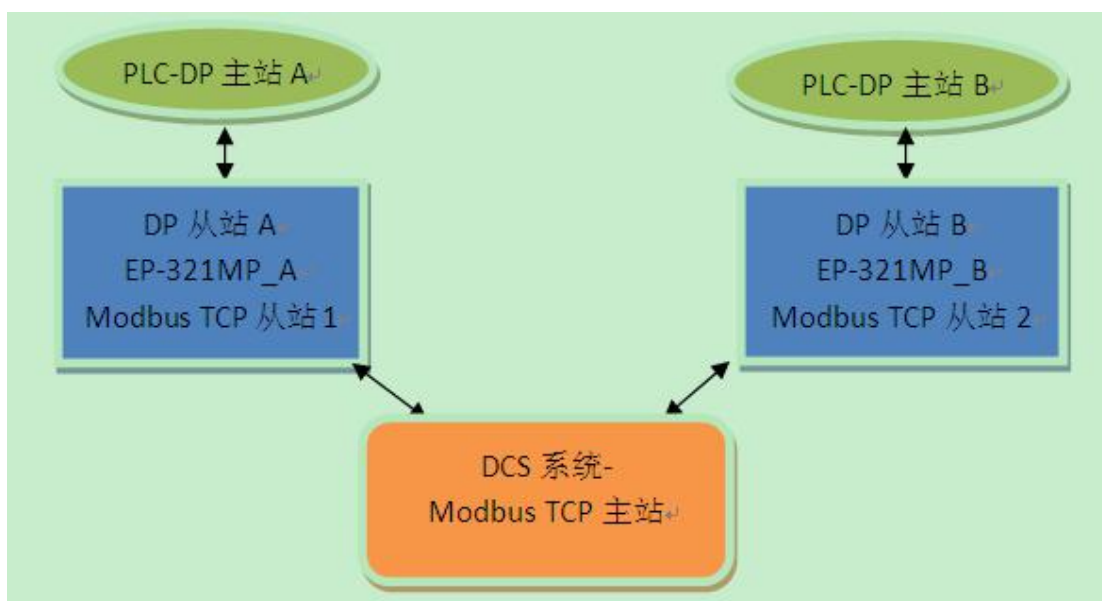 PLC-DP 主站 A
PLC-DP 主站 B
DP 从站 A
EP-321MP_A
Modbus TCP 从站 1
DP 从站 B
EP-321MP_B
Modbus TCP 从站 2
DCS 系统-
Modbus TCP 主站